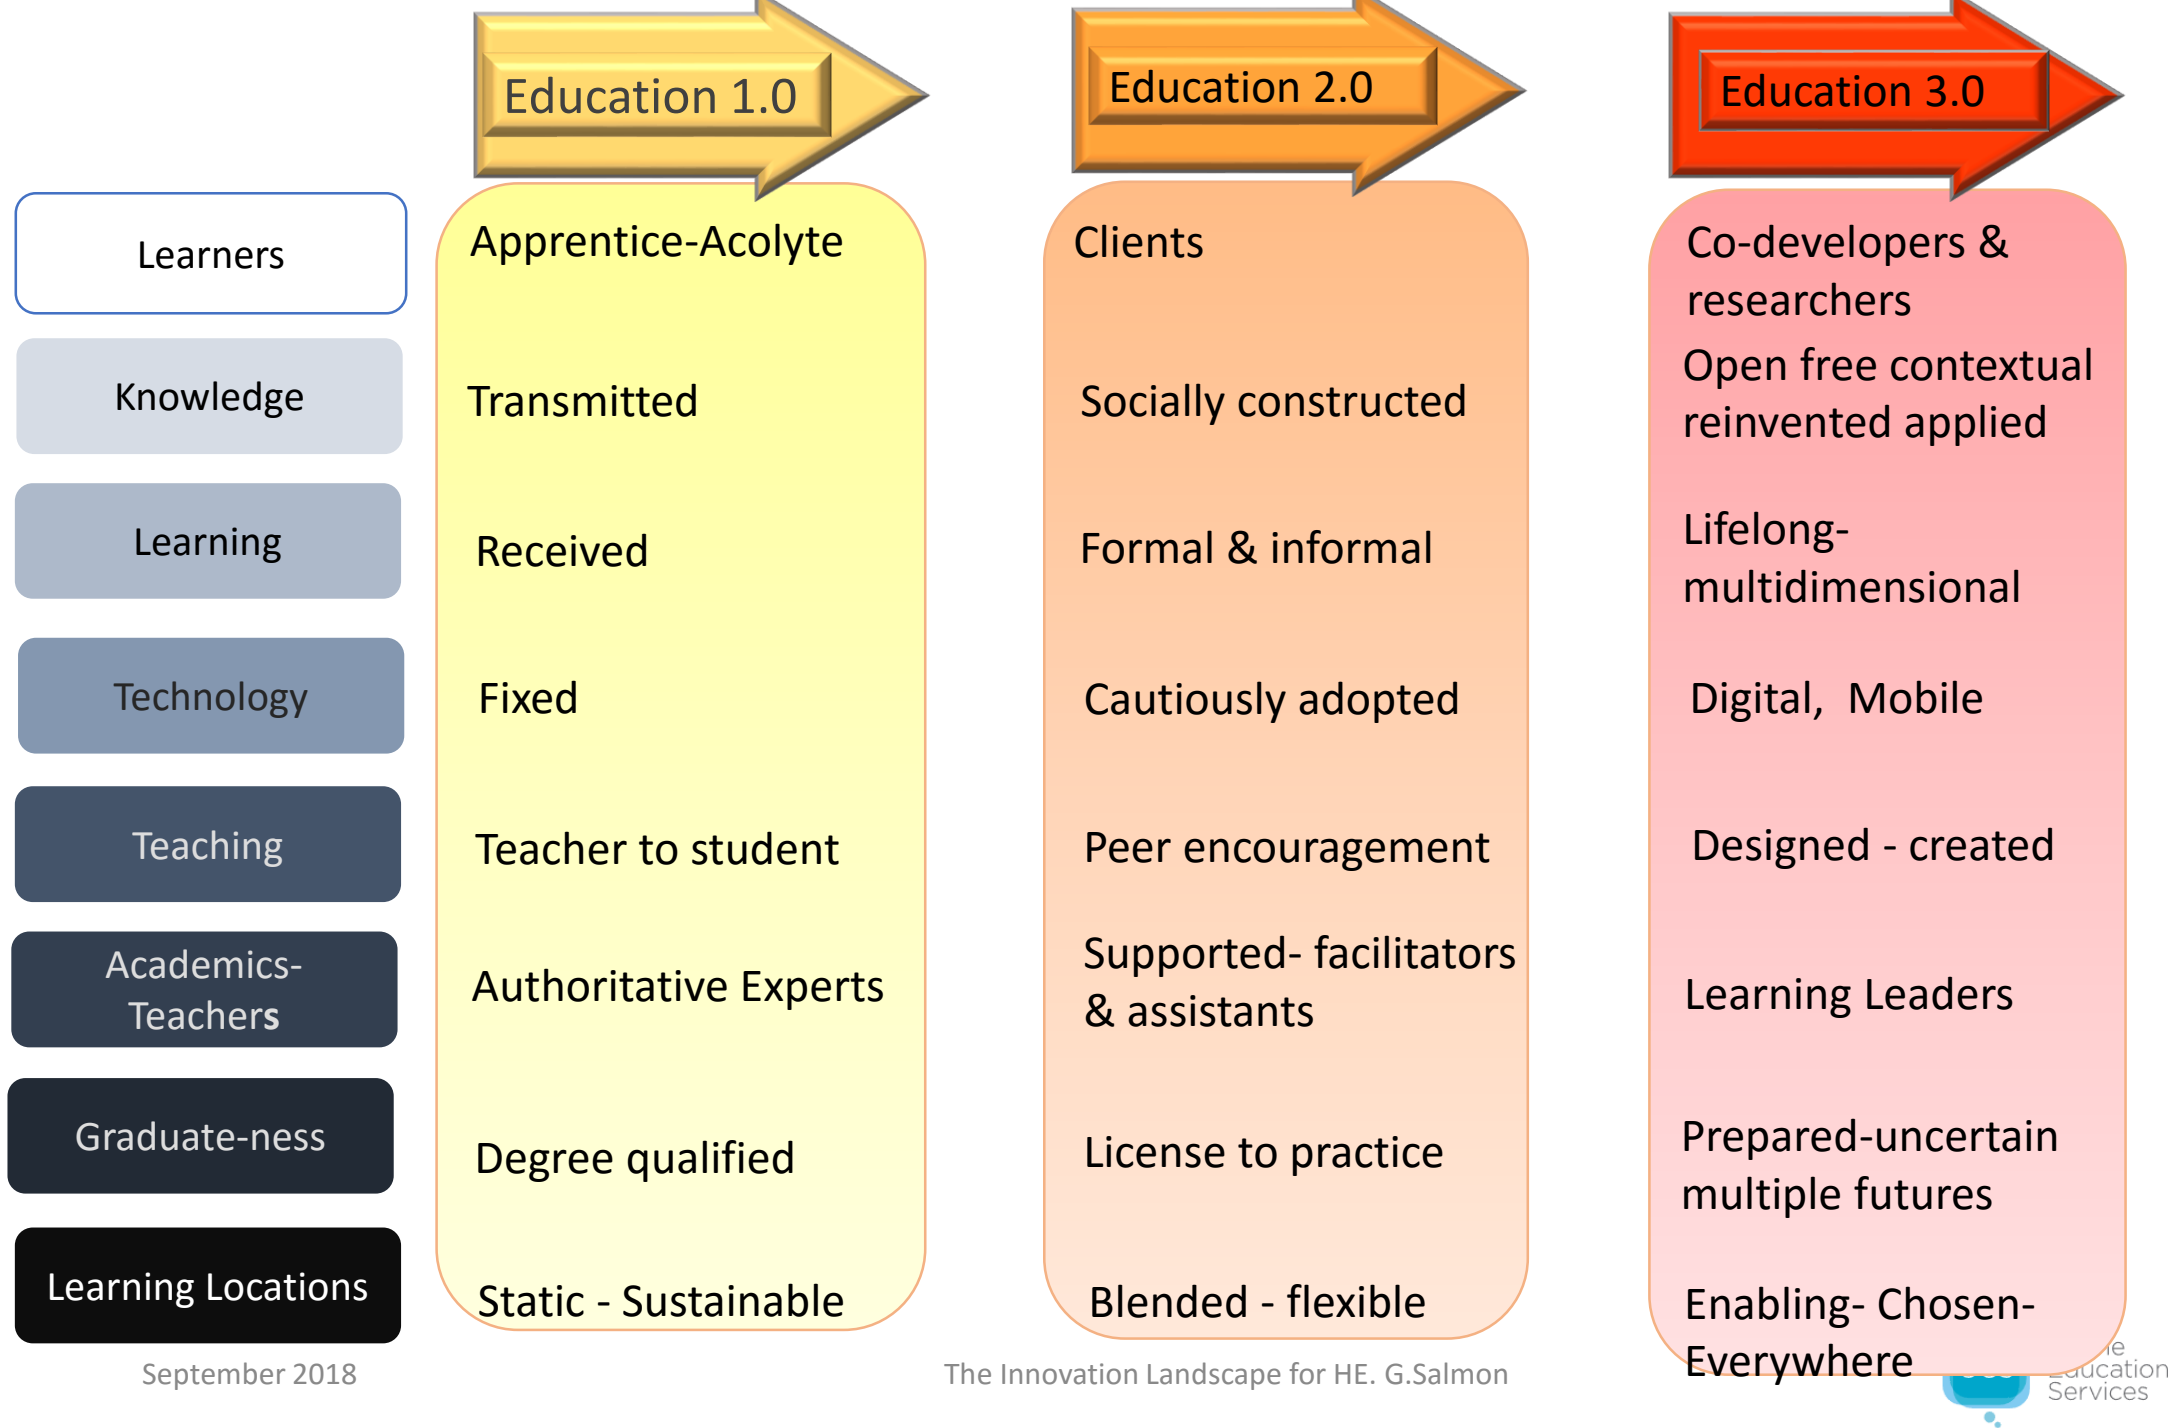 Education 1.0
Education 2.0
Education 3.0
Learners
Apprentice-Acolyte
Clients
Co-developers &
researchers
Knowledge
Transmitted
Socially constructed
Open free contextual
reinvented applied
Learning
Received
Formal & informal
Lifelong-
multidimensional
Technology
Fixed
Cautiously adopted
Digital, Mobile
Teaching
Teacher to student
Peer encouragement
Designed - created
Academics-
Teachers
Authoritative Experts
Supported- facilitators
& assistants
Learning Leaders
Graduate-ness
Degree qualified
License to practice
Prepared-uncertain
multiple futures
Learning Locations
Static - Sustainable
Blended - flexible
Enabling- Chosen-
Everywhere
September 2018
The Innovation Landscape for HE. G.Salmon
Education
Services